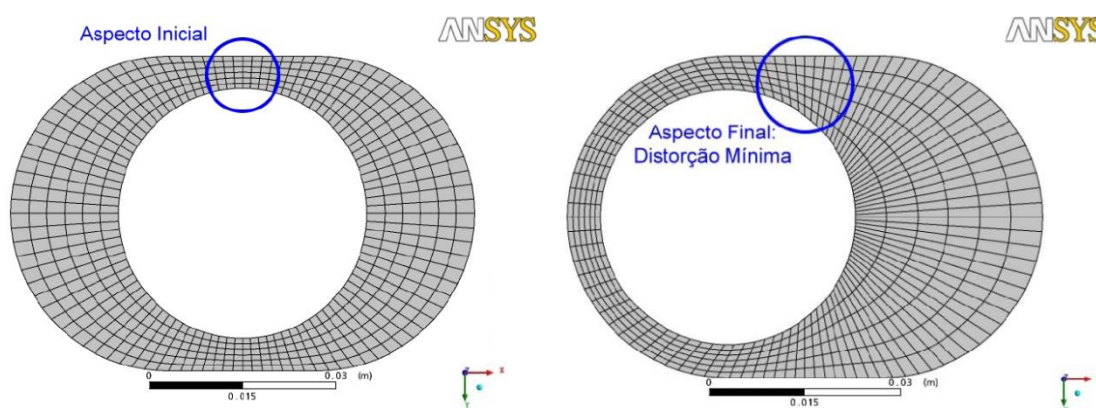 Aspecto Inicial
ANSYS
0
0.03 (m)
0.015
X
Y
ANSYS
Aspecto Final:
Distorção Mínima
0
0.03 (m)
0.015